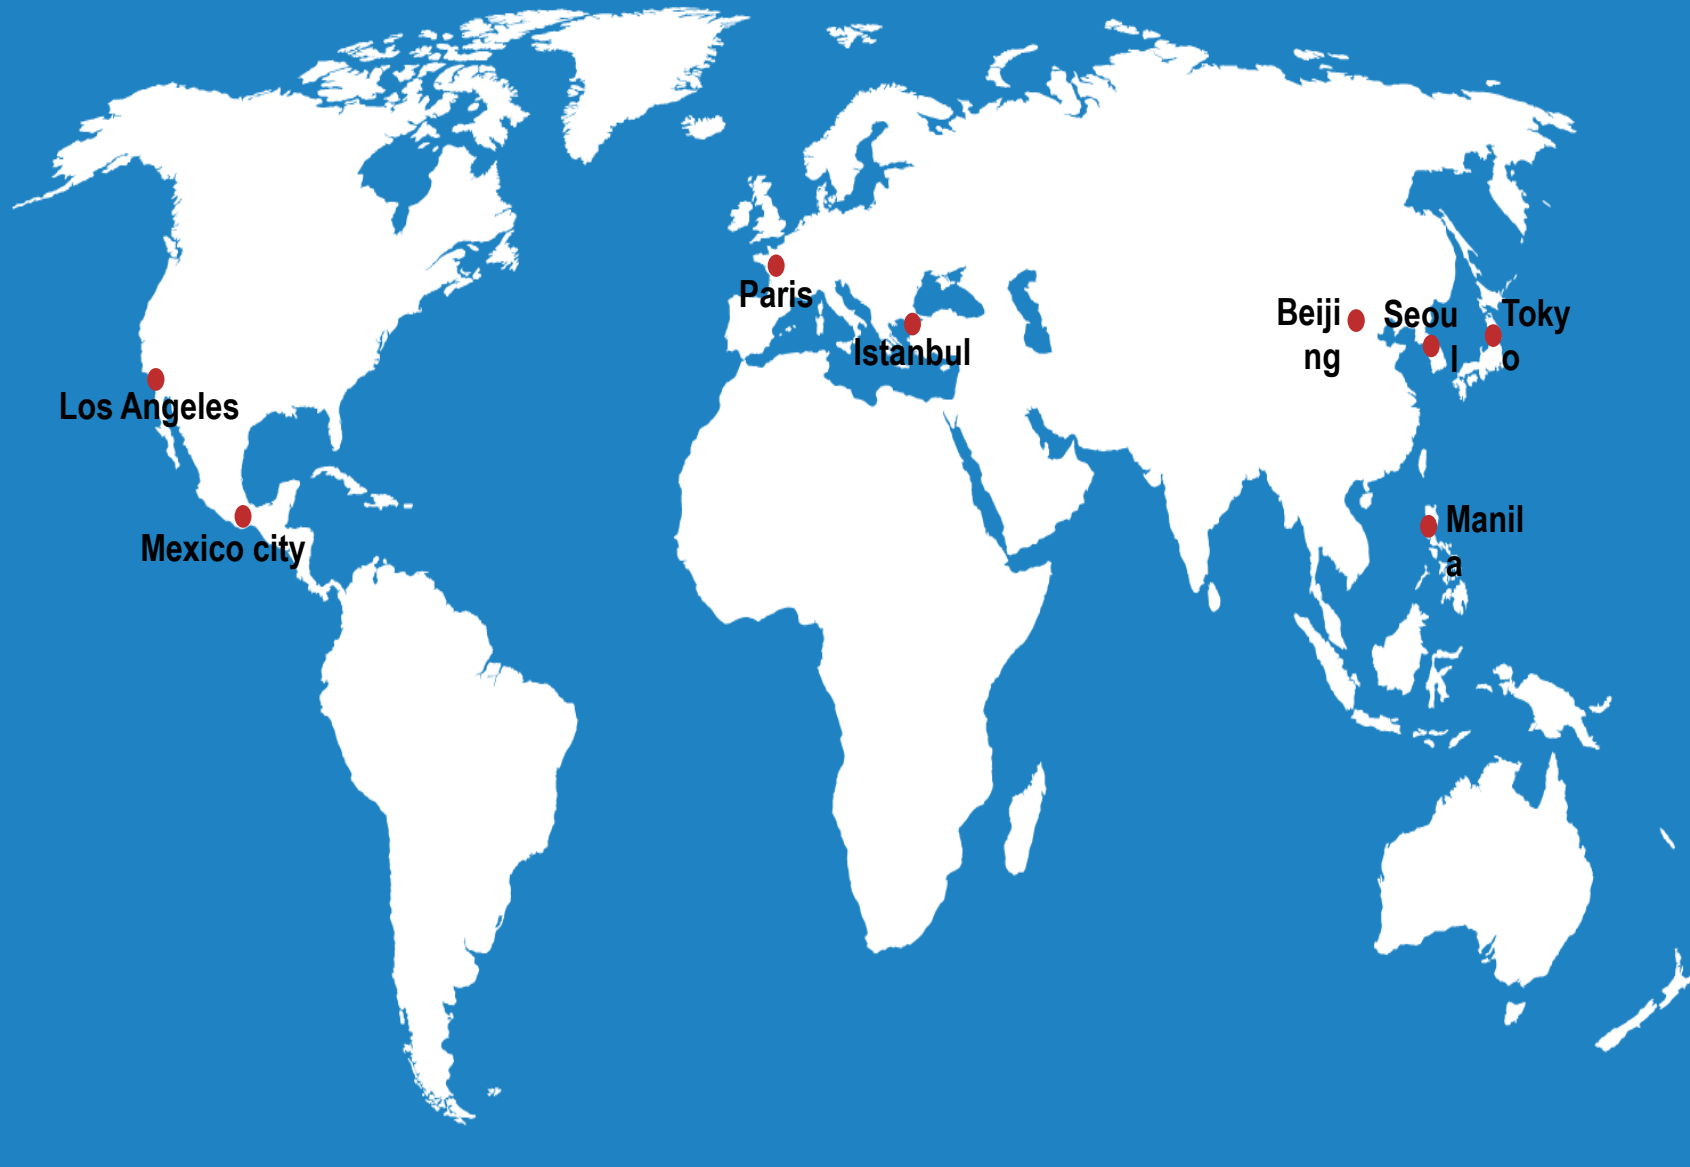 Paris
Istanbul
Beiji
ng
Seou
l
Toky
o
Los Angeles
Mexico city
Manil
a